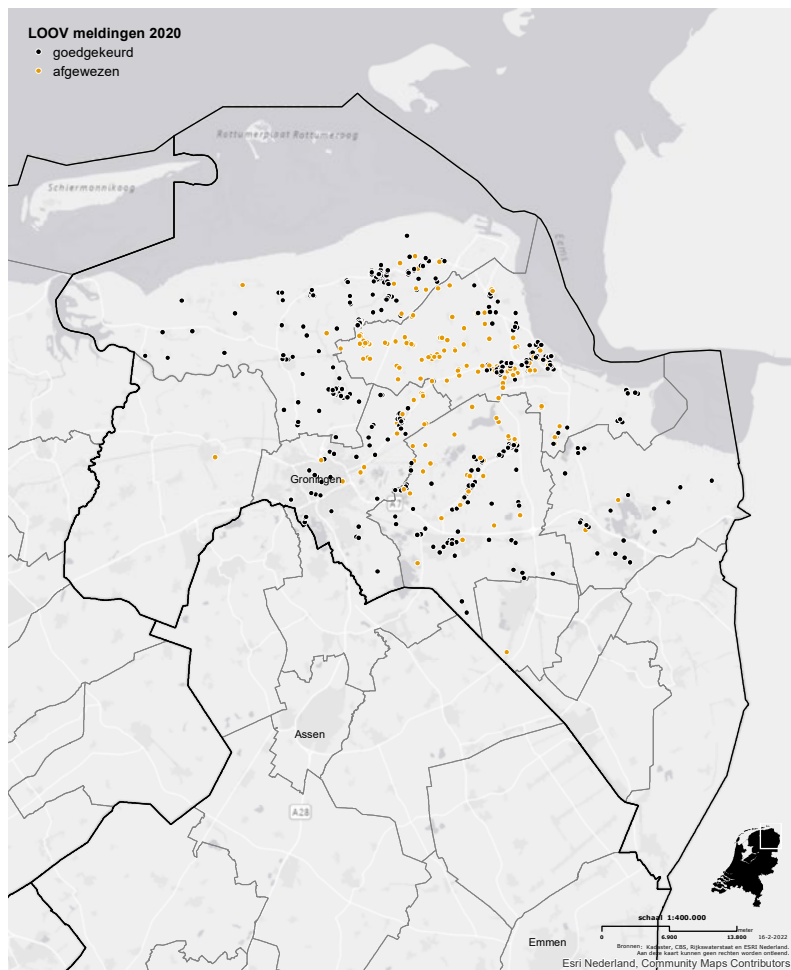 LOOV meldingen 2020
goedgekeurd
afgewezen
Rottumerplaat Rottumeroog
Schiermonnikoog
Eems
Groningen
A7
Assen
A28
Emmen
schaal 1:400.000
meter
0 6.900 13.800 16-2-2022
Bronnen: Kadaster, CBS, Rijkswaterstaat en ESRI Nederland.
Aan deze kaart kunnen geen rechten worden ontleend.
Esri Nederland, Community Maps Contributors